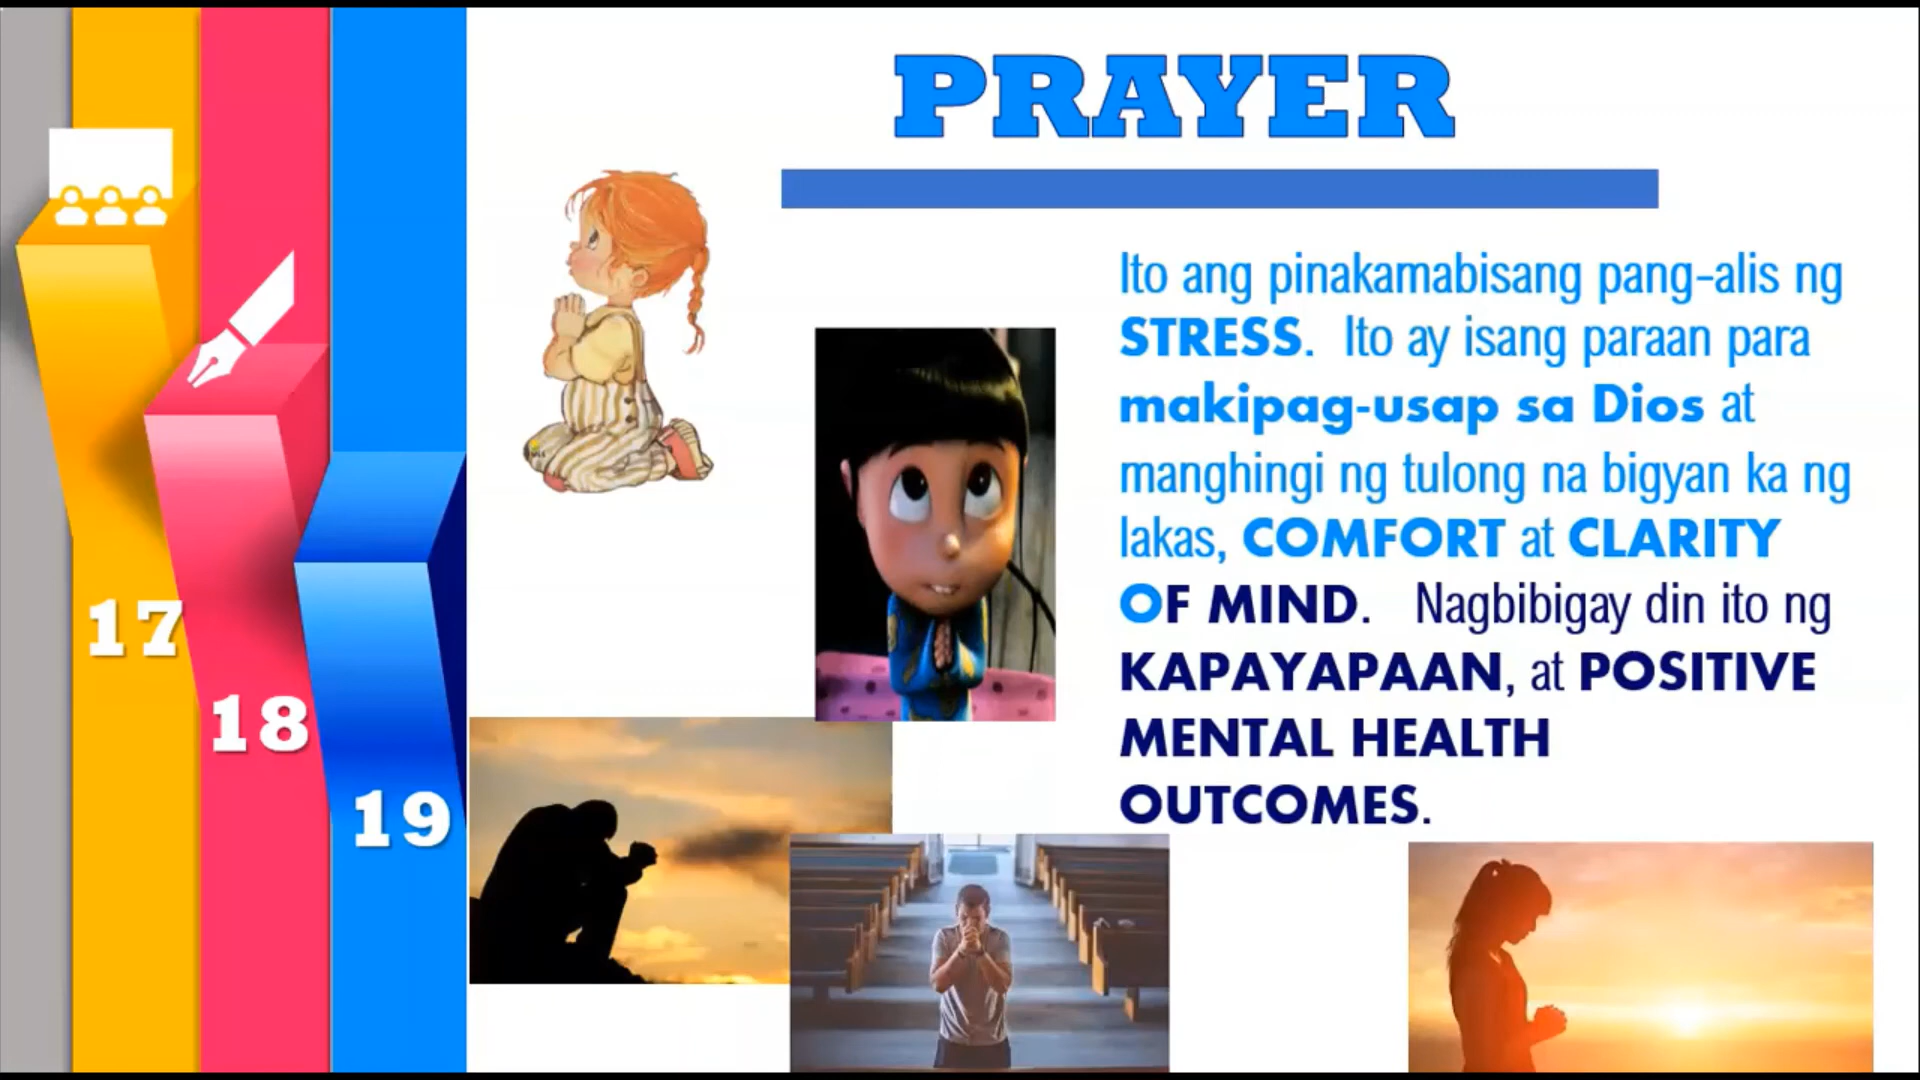 PRAYER
Ito ang pinakamabisang pang-alis ng
STRESS. Ito ay isang paraan para
makipag-usap sa Dios at
manghingi ng tulong na bigyan ka ng
lakas, COMFORT at CLARITY
OF MIND. Nagbibigay din ito ng
KAPAYAPAAN, at POSITIVE
MENTAL HEALTH
OUTCOMES.
17
18
19